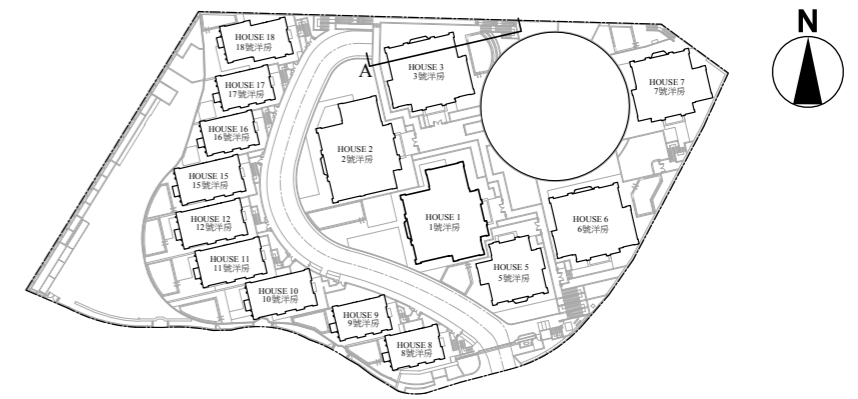 N
HOUSE 18
18號洋房
HOUSE 17
17號洋房
HOUSE 16
16號洋房
HOUSE 15
15號洋房
HOUSE 12
12號洋房
HOUSE 11
11號洋房
HOUSE 10
10號洋房
HOUSE 9
9號洋房
HOUSE 8
8號洋房
A
HOUSE 3
3號洋房
HOUSE 2
2號洋房
HOUSE 1
1號洋房
HOUSE 5
5號洋房
HOUSE 6
6號洋房
HOUSE 7
7號洋房